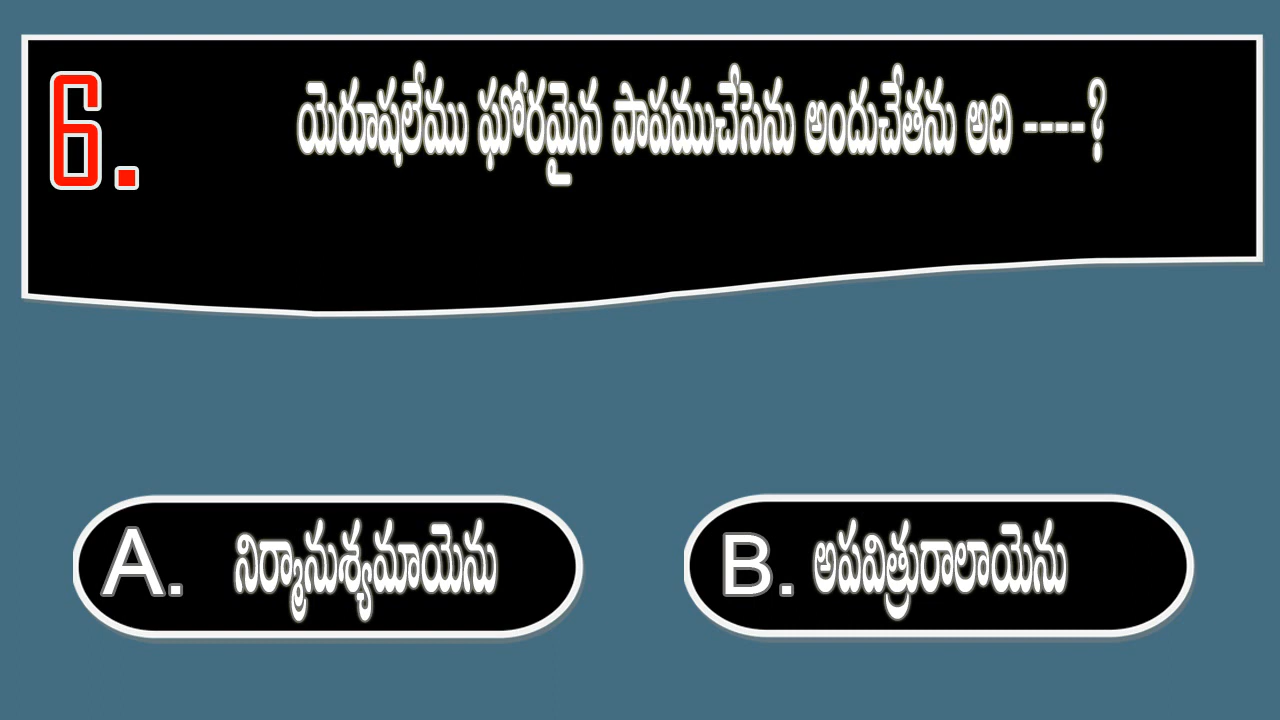 6.
యెరూషలేము ఘోరమైన పాపముచేసెను అందుచేతను అది ----?
A. నిర్మానుశ్యమాయెను
B. అపవిత్రురాలాయెను